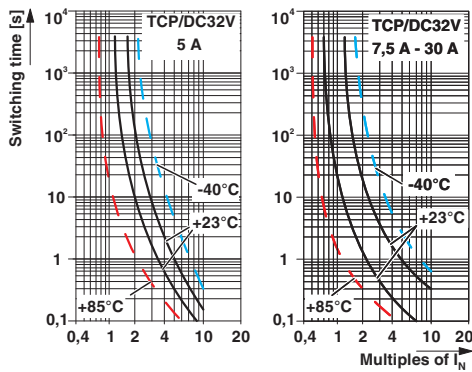 Switching time [s]
TCP/DC32V
5 A
10⁴
10³
10²
10
1
0,1
0,4 1 2 4 10 20
-40°C
+23°C
+85°C
TCP/DC32V
7,5 A - 30 A
10⁴
10³
10²
10
1
0,1
0,4 1 2 4 10 20
-40°C
+23°C
+85°C
Multiples of I_N